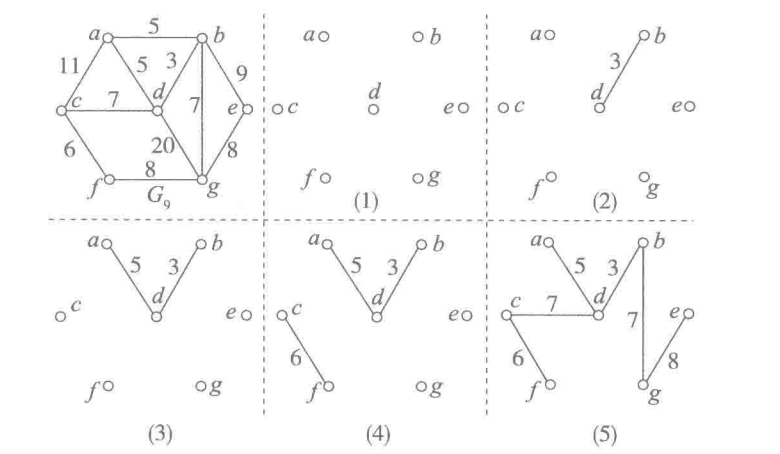 a 5 b
11 5 3 9
c 7 d 7 e
6 20 8
8
f G₉ g
a b
d
c e
f g
(1)
a b
3
c d e
f g
(2)
a b
5 3
c d e
f g
(3)
a b
5 3
c d e
6
f g
(4)
a b
5 3
c 7 d 7 e
6 8
f g
(5)